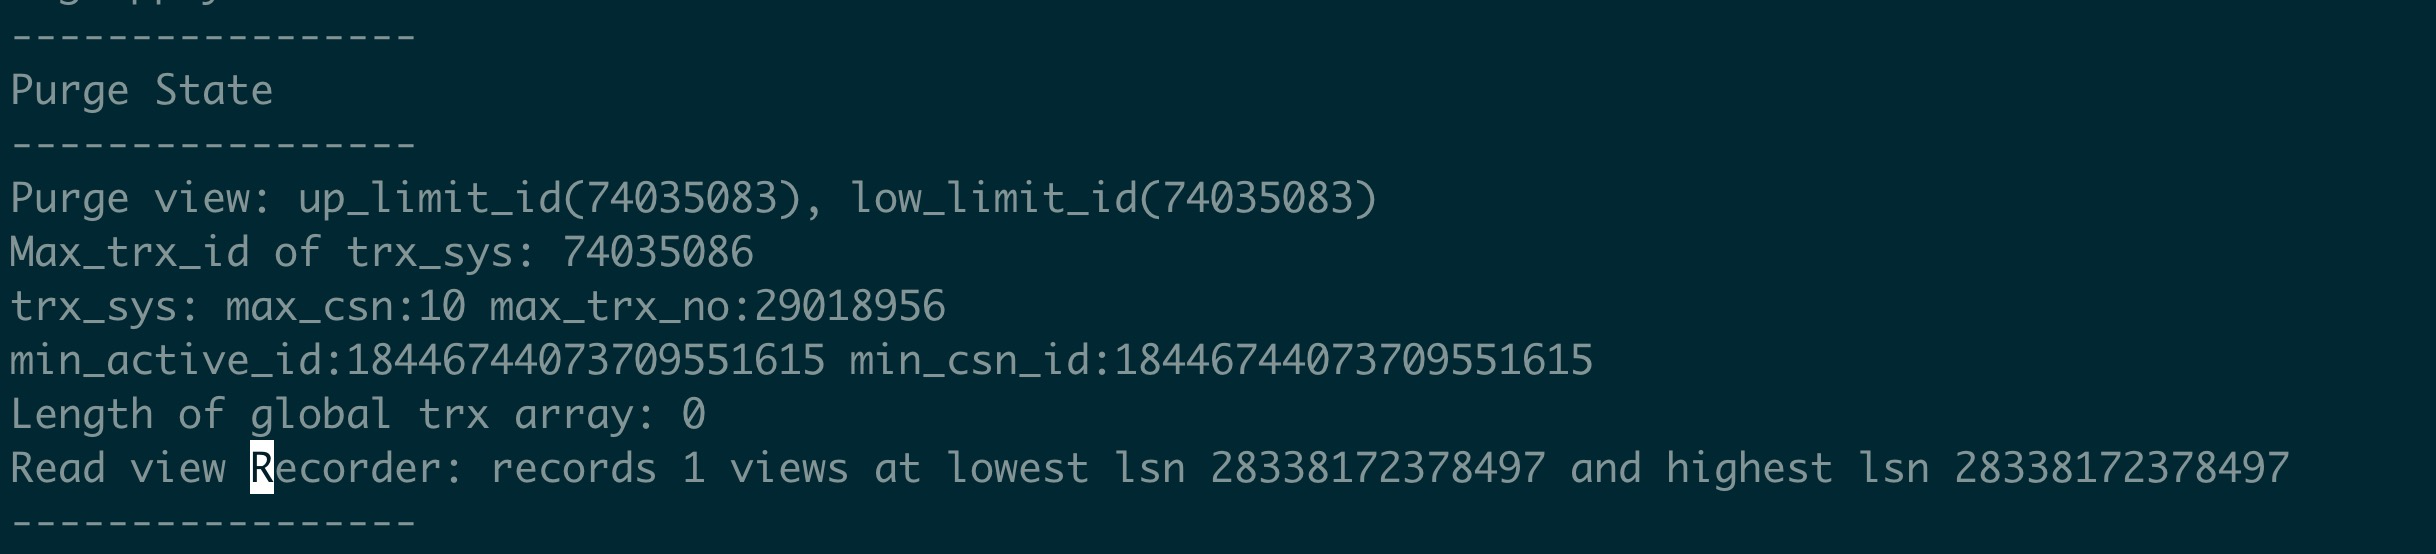 -----------------
Purge State
-----------------
Purge view: up_limit_id(74035083), low_limit_id(74035083)
Max_trx_id of trx_sys: 74035086
trx_sys: max_csn:10 max_trx_no:29018956
min_active_id:18446744073709551615 min_csn_id:18446744073709551615
Length of global trx array: 0
Read view Recorder: records 1 views at lowest lsn 28338172378497 and highest lsn 28338172378497
-----------------